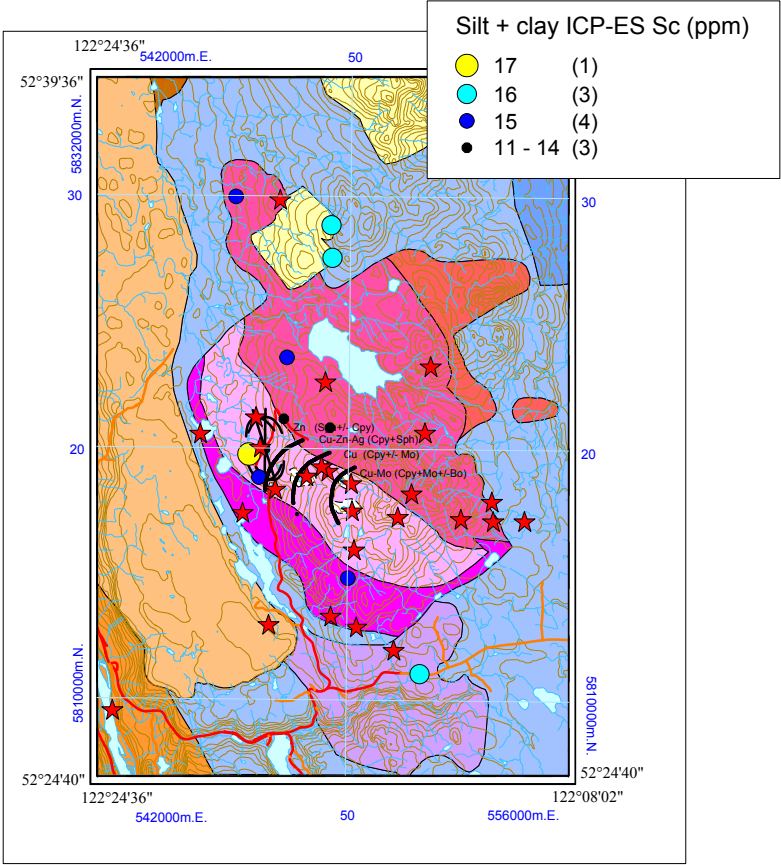 Silt + clay ICP-ES Sc (ppm)
17 (1)
16 (3)
15 (4)
11 - 14 (3)
122°24'36"
542000m.E. 50
52°39'36"
5832000m.N.
30 30
20 20
Zn (S +/- Cpy)
Cu-Zn-Ag (Cpy+Sph)
Cu (Cpy+/- Mo)
Cu-Mo (Cpy+Mo+/-Bo)
5810000m.N. 5810000m.N.
52°24'40" 52°24'40"
122°24'36" 122°08'02"
542000m.E. 50 556000m.E.